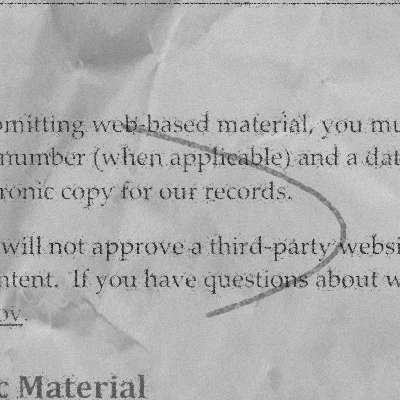 omitting web-based material, you mu
number (when applicable) and a dat
ronic copy for our records.
will not approve a third-party websi
ntent. If you have questions about w
ov.
c Material